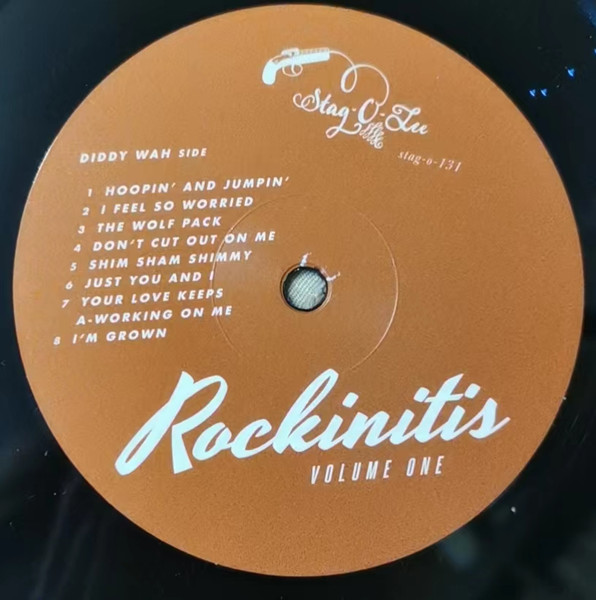 Stag-O-Lee
stag-o-131
DIDDY WAH SIDE
1 HOOPIN' AND JUMPIN'
2 I FEEL SO WORRIED
3 THE WOLF PACK
4 DON'T CUT OUT ON ME
5 SHIM SHAM SHIMMY
6 JUST YOU AND I
7 YOUR LOVE KEEPS
A-WORKING ON ME
8 I'M GROWN
Rockinitis
VOLUME ONE